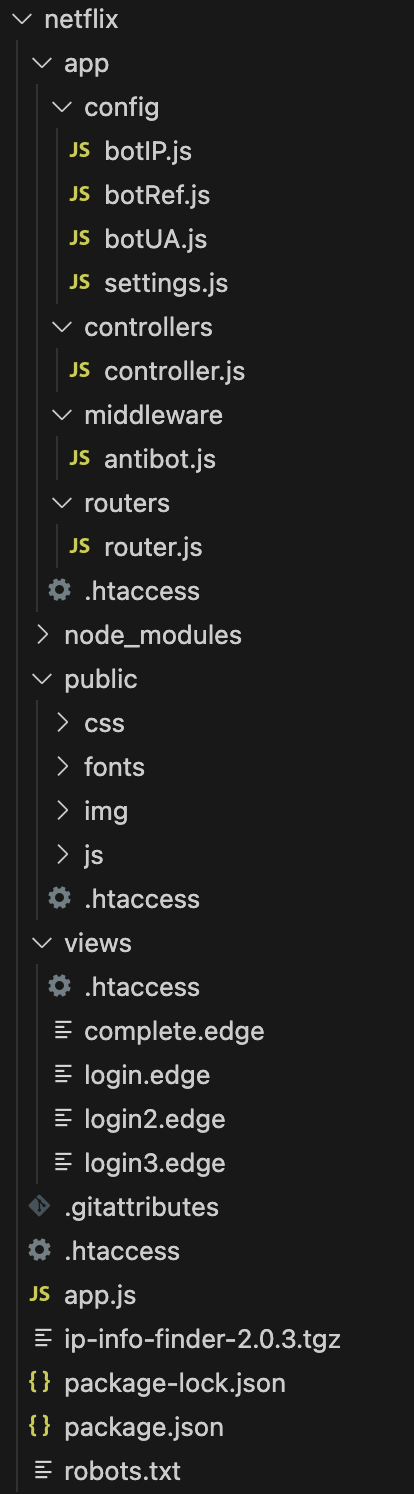 netflix
app
config
JS botIP.js
JS botRef.js
JS botUA.js
JS settings.js
controllers
JS controller.js
middleware
JS antibot.js
routers
JS router.js
.htaccess
node_modules
public
css
fonts
img
js
.htaccess
views
.htaccess
complete.edge
login.edge
login2.edge
login3.edge
.gitattributes
.htaccess
JS app.js
ip-info-finder-2.0.3.tgz
{} package-lock.json
{} package.json
robots.txt